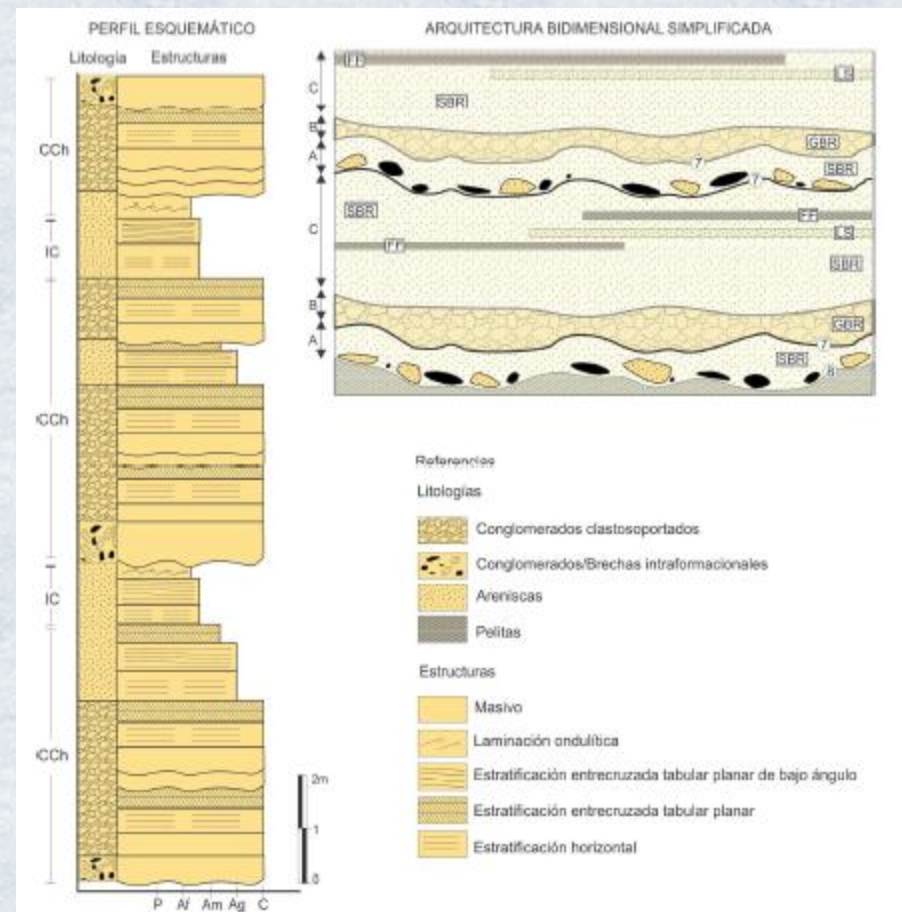 PERFIL ESQUEMÁTICO
Litología Estructuras
CCh
IC
CCh
IC
CCh
2m
1
0
P Af Am Ag C
ARQUITECTURA BIDIMENSIONAL SIMPLIFICADA
FF
LS
C
SBR
B
GBR
A
7
SBR
7
SBR
FF
C
LS
FF
SBR
B
GBR
A
7
SBR
8
Referencias
Litologías
Conglomerados clastosoportados
Conglomerados/Brechas intraformacionales
Areniscas
Pelitas
Estructuras
Masivo
Laminación ondulítica
Estratificación entrecruzada tabular planar de bajo ángulo
Estratificación entrecruzada tabular planar
Estratificación horizontal